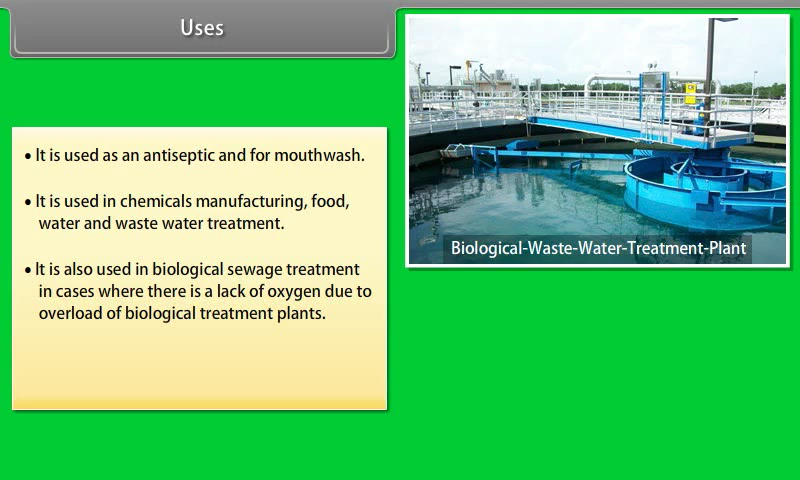 Uses
• It is used as an antiseptic and for mouthwash.
• It is used in chemicals manufacturing, food,
water and waste water treatment.
• It is also used in biological sewage treatment
in cases where there is a lack of oxygen due to
overload of biological treatment plants.
Biological-Waste-Water-Treatment-Plant